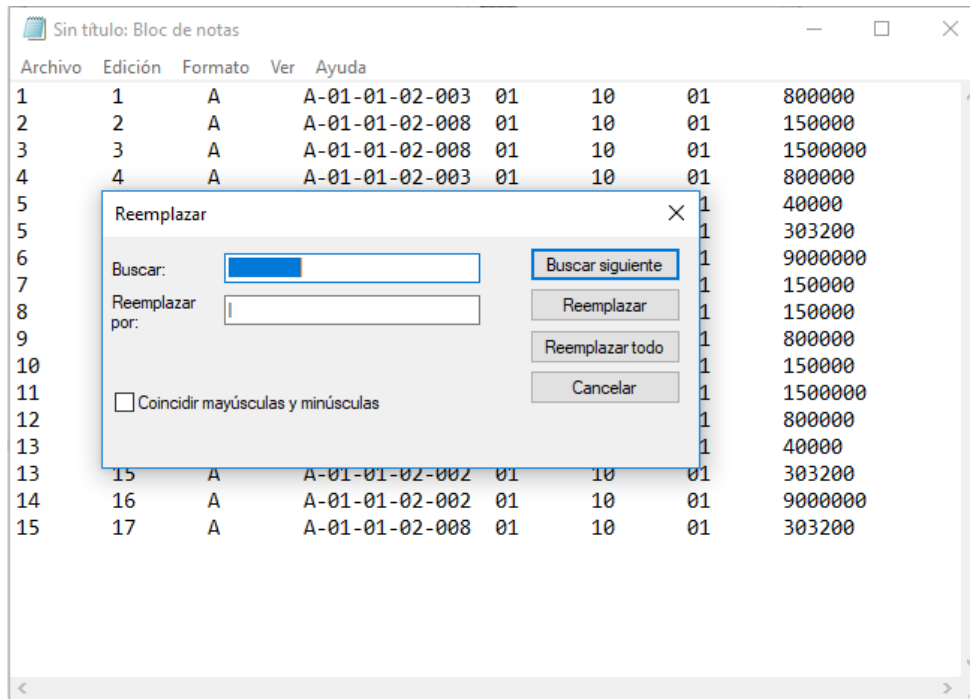 Sin título: Bloc de notas
Archivo Edición Formato Ver Ayuda
1 1 A A-01-01-02-003 01 10 01 800000
2 2 A A-01-01-02-008 01 10 01 150000
3 3 A A-01-01-02-008 01 10 01 1500000
4 4 A A-01-01-02-003 01 10 01 800000
5 1 40000
5 1 303200
6 1 9000000
7 1 150000
8 1 150000
9 1 800000
10 1 150000
11 1 1500000
12 1 800000
13 1 40000
13 15 A A-01-01-02-002 01 10 01 303200
14 16 A A-01-01-02-002 01 10 01 9000000
15 17 A A-01-01-02-008 01 10 01 303200
Reemplazar
Buscar:
Buscar siguiente
Reemplazar
por:
|
Reemplazar
Reemplazar todo
Cancelar
Coincidir mayúsculas y minúsculas